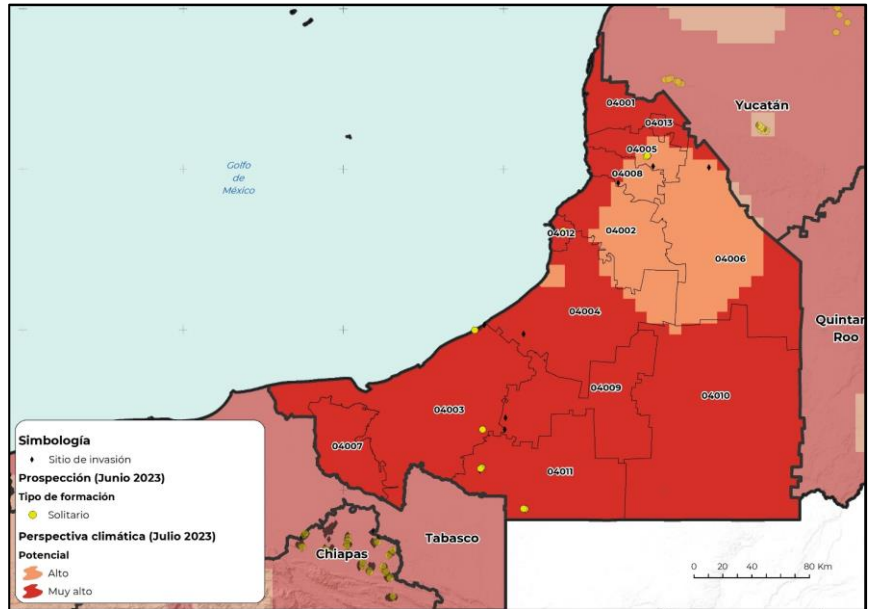 04001
04013
Yucatán
04005
Golfo
de
México
04008
04002
04012
04006
04004
Quintana
Roo
04009
04010
04003
04007
04011
Simbología
Sitio de invasión
Prospección (Junio 2023)
Tipo de formación
Solitario
Perspectiva climática (Julio 2023)
Potencial
Alto
Muy alto
Chiapas
Tabasco
0 20 40 80 Km